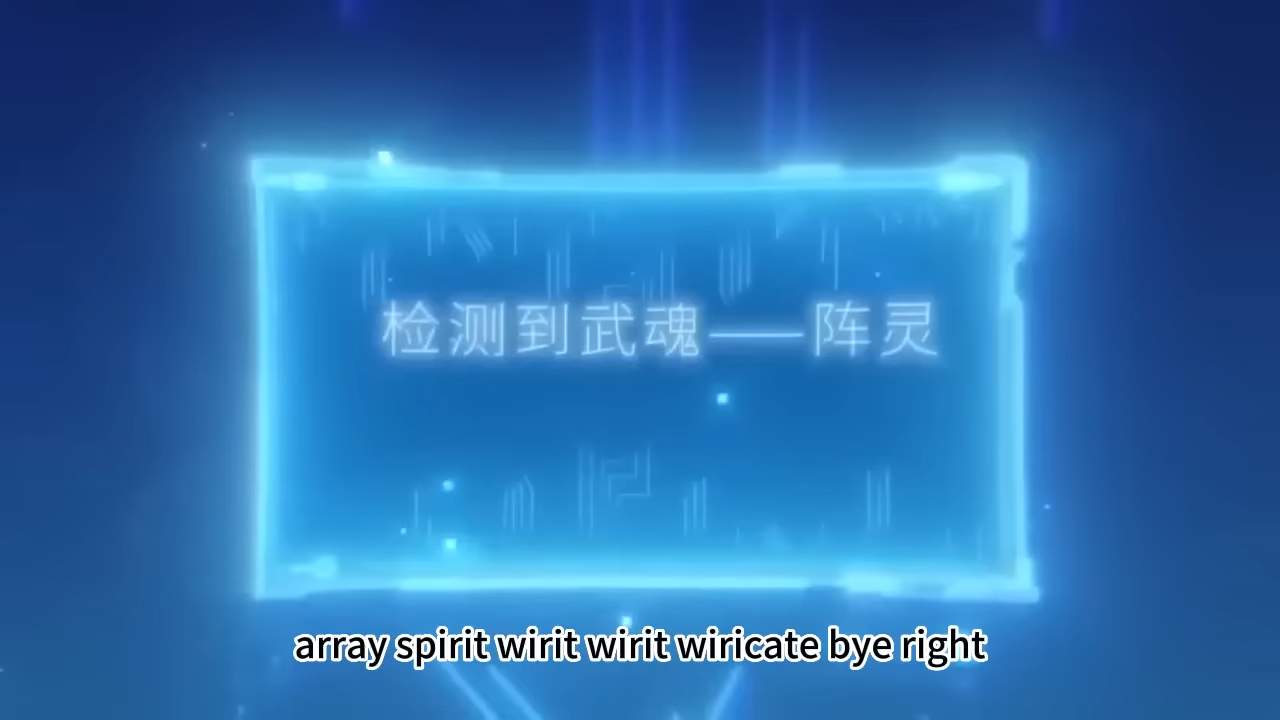 检测到武魂——阵灵
array spirit wirit wirit wiricate bye right